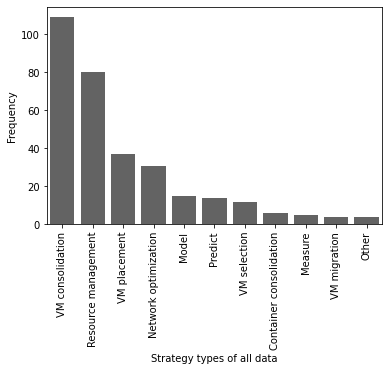 Frequency
100
80
60
40
20
0
VM consolidation
Resource management
VM placement
Network optimization
Model
Predict
VM selection
Container consolidation
Measure
VM migration
Other
Strategy types of all data